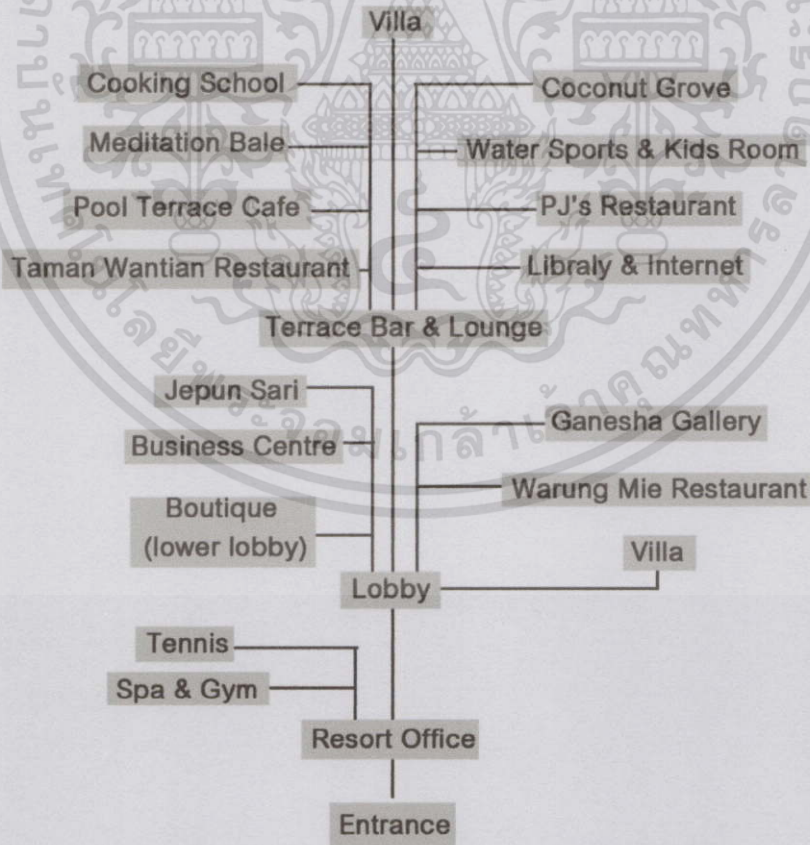 Villa
Cooking School
Coconut Grove
Meditation Bale
Water Sports & Kids Room
Pool Terrace Cafe
PJ's Restaurant
Taman Wantian Restaurant
Libraly & Internet
Terrace Bar & Lounge
Jepun Sari
Ganesha Gallery
Business Centre
Warung Mie Restaurant
Boutique
(lower lobby)
Villa
Lobby
Tennis
Spa & Gym
Resort Office
Entrance